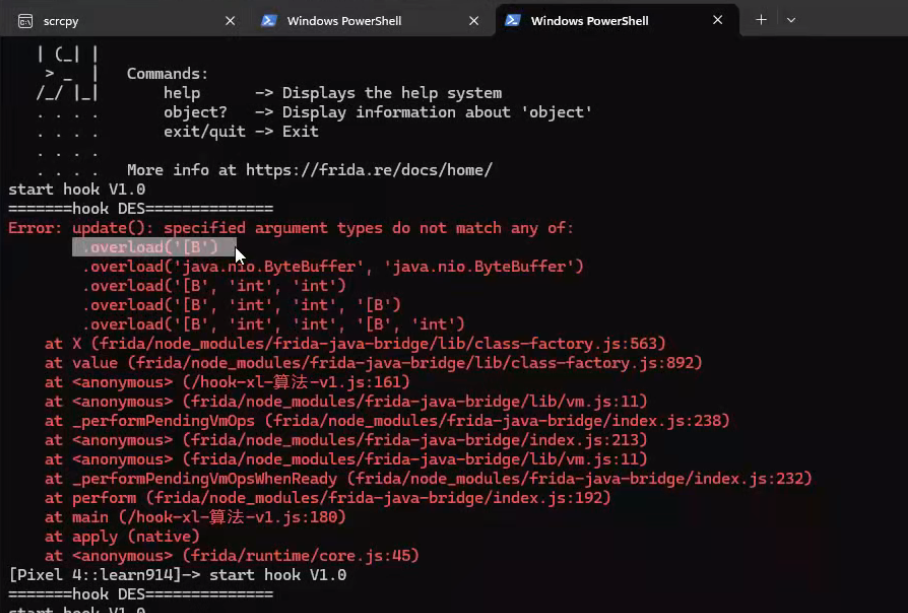 scrcpy
Windows PowerShell
Windows PowerShell
| (_| |
> _  |   Commands:
/_/ |_|       help      -> Displays the help system
. . . .       object?   -> Display information about 'object'
. . . .       exit/quit -> Exit
. . . .
. . . .   More info at https://frida.re/docs/home/
start hook V1.0
=======hook DES==============
Error: update(): specified argument types do not match any of:
.overload('[B')
.overload('java.nio.ByteBuffer', 'java.nio.ByteBuffer')
.overload('[B', 'int', 'int')
.overload('[B', 'int', 'int', '[B')
.overload('[B', 'int', 'int', '[B', 'int')
at X (frida/node_modules/frida-java-bridge/lib/class-factory.js:563)
at value (frida/node_modules/frida-java-bridge/lib/class-factory.js:892)
at <anonymous> (/hook-xl-算法-v1.js:161)
at <anonymous> (frida/node_modules/frida-java-bridge/lib/vm.js:11)
at _performPendingVmOps (frida/node_modules/frida-java-bridge/index.js:238)
at <anonymous> (frida/node_modules/frida-java-bridge/index.js:213)
at <anonymous> (frida/node_modules/frida-java-bridge/lib/vm.js:11)
at _performPendingVmOpsWhenReady (frida/node_modules/frida-java-bridge/index.js:232)
at perform (frida/node_modules/frida-java-bridge/index.js:192)
at main (/hook-xl-算法-v1.js:180)
at apply (native)
at <anonymous> (frida/runtime/core.js:45)
[Pixel 4::learn914]-> start hook V1.0
=======hook DES==============
start hook V1.0